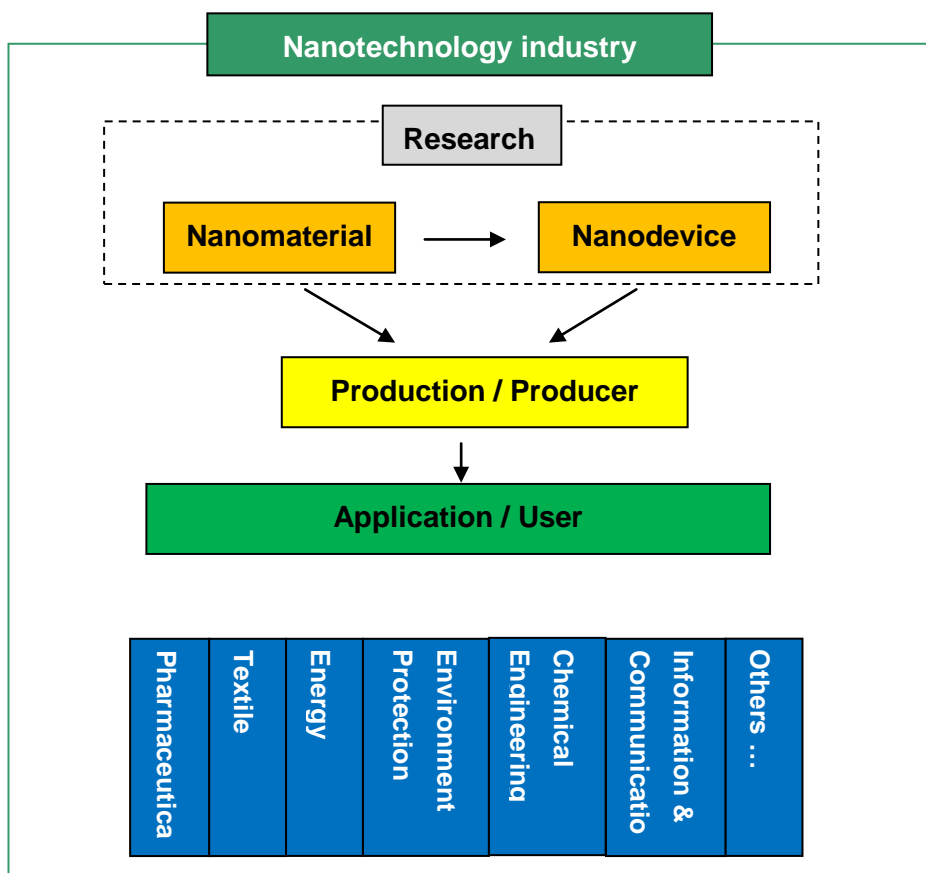 Nanotechnology industry
Research
Nanomaterial
Nanodevice
Production / Producer
Application / User
Pharmaceutica
Textile
Energy
Environment
Protection
Chemical
Engineering
Information &
Communicatio
Others ...